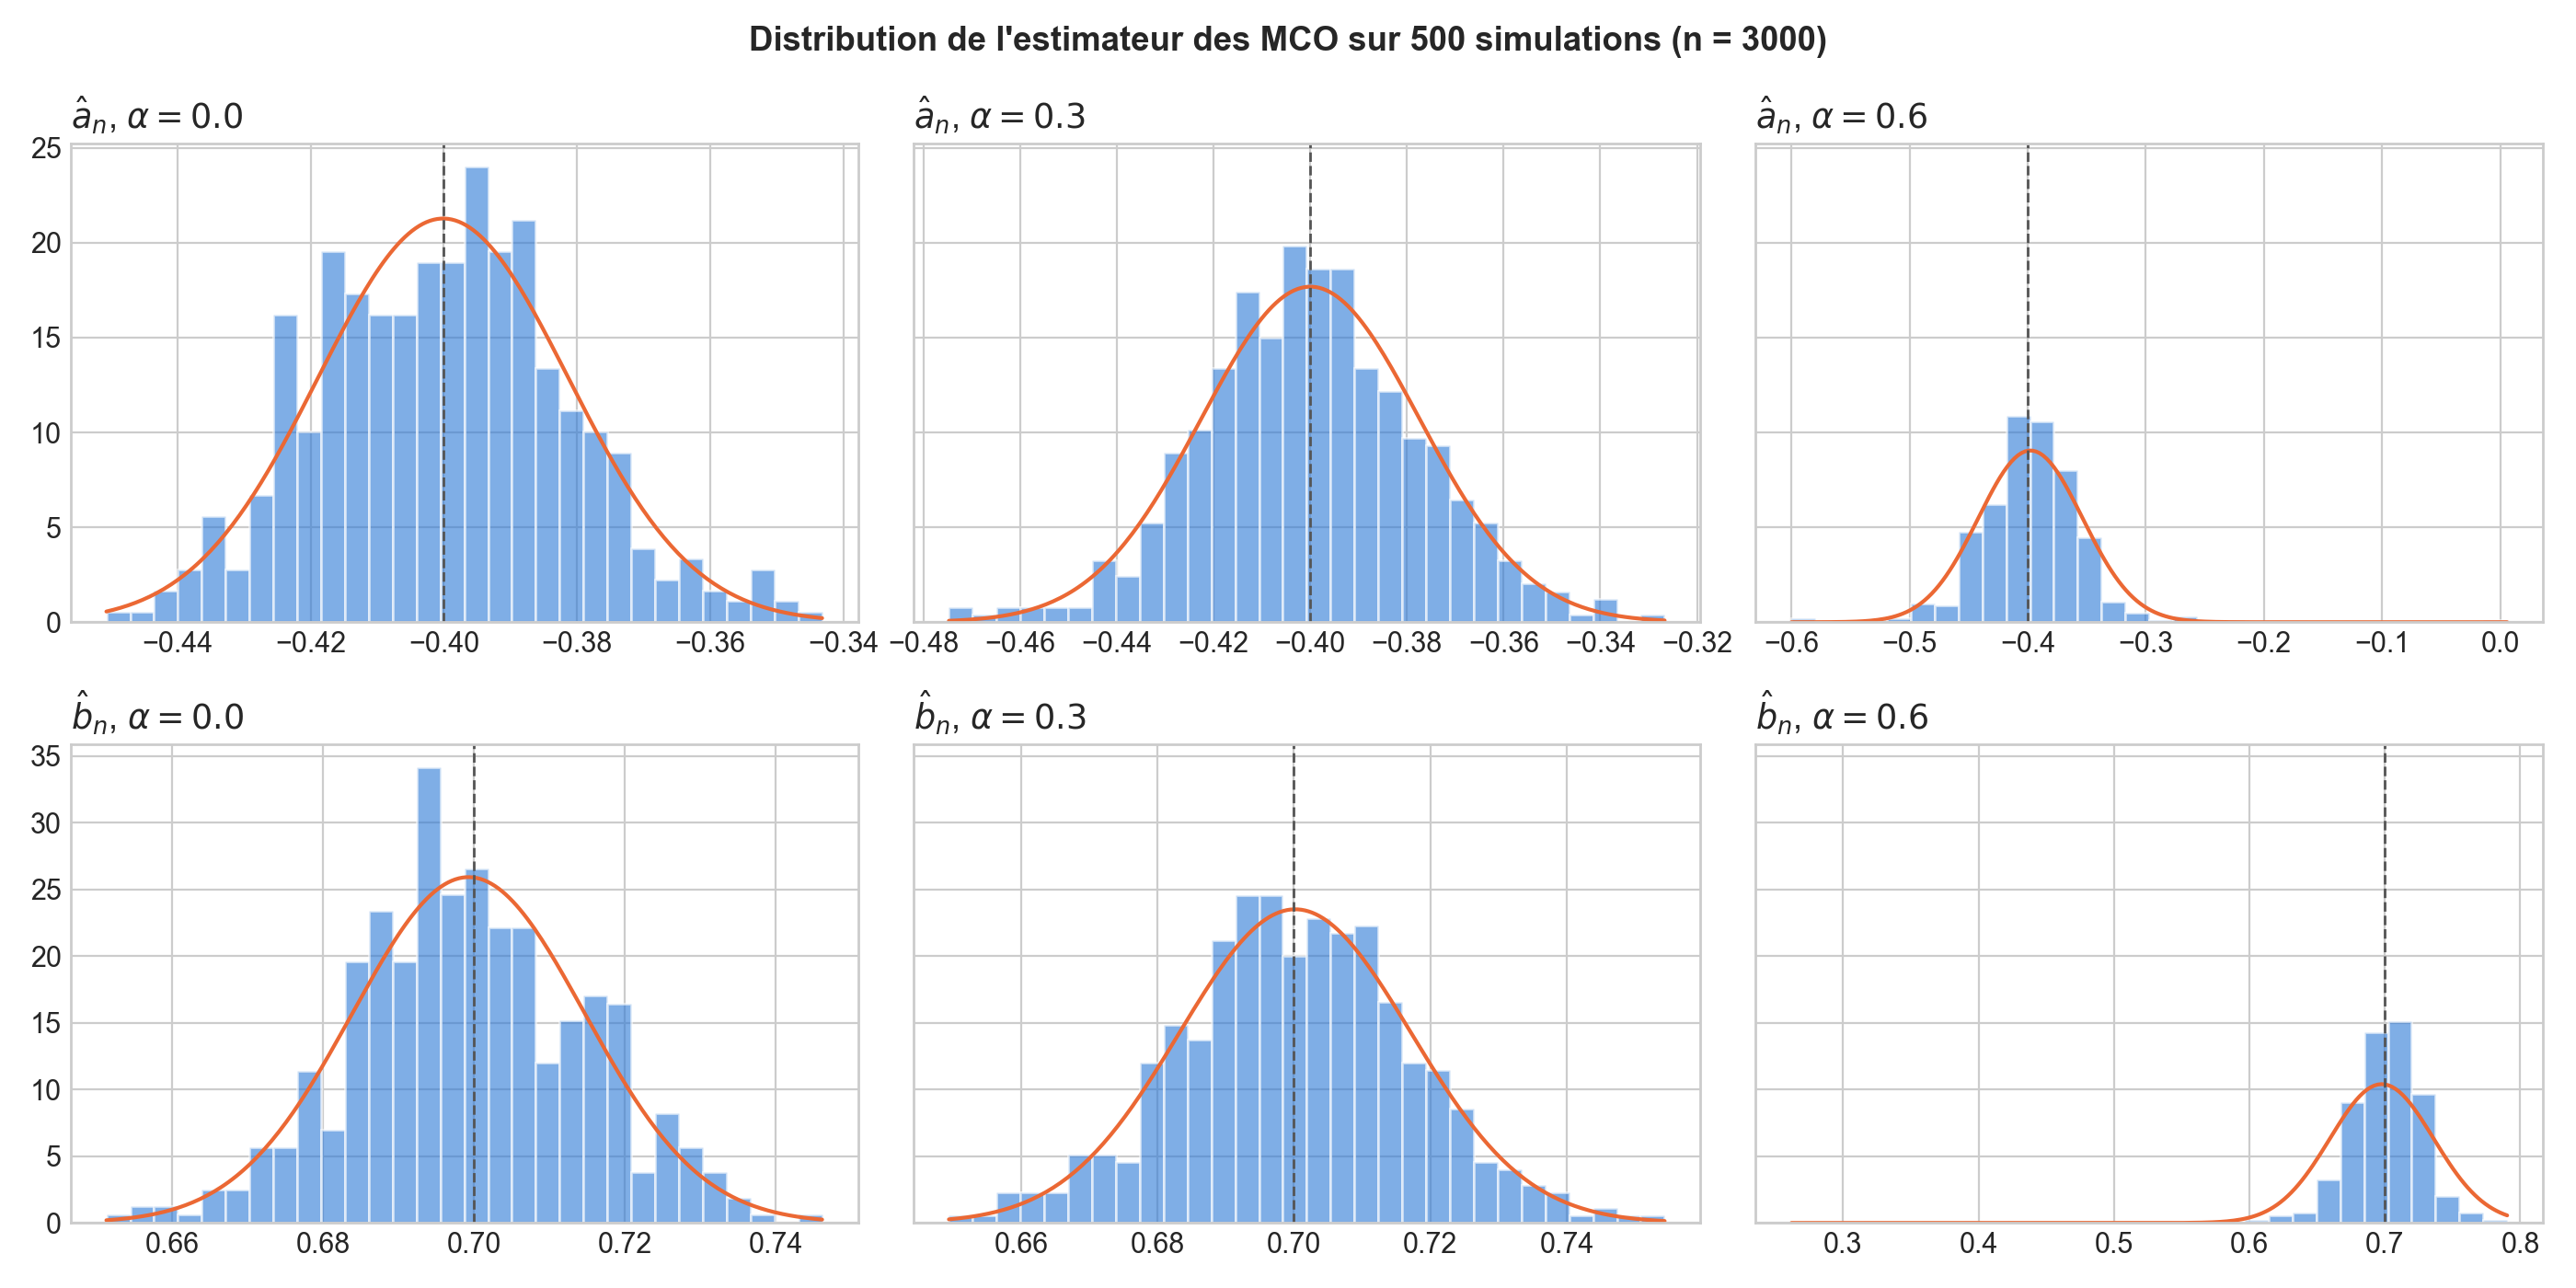 Distribution de l'estimateur des MCO sur 500 simulations (n = 3000)
âₙ, α = 0.0
âₙ, α = 0.3
âₙ, α = 0.6
25
20
15
10
5
0
−0.44 −0.42 −0.40 −0.38 −0.36 −0.34
−0.48 −0.46 −0.44 −0.42 −0.40 −0.38 −0.36 −0.34 −0.32
−0.6 −0.5 −0.4 −0.3 −0.2 −0.1 0.0
b̂ₙ, α = 0.0
b̂ₙ, α = 0.3
b̂ₙ, α = 0.6
35
30
25
20
15
10
5
0
0.66 0.68 0.70 0.72 0.74
0.66 0.68 0.70 0.72 0.74
0.3 0.4 0.5 0.6 0.7 0.8